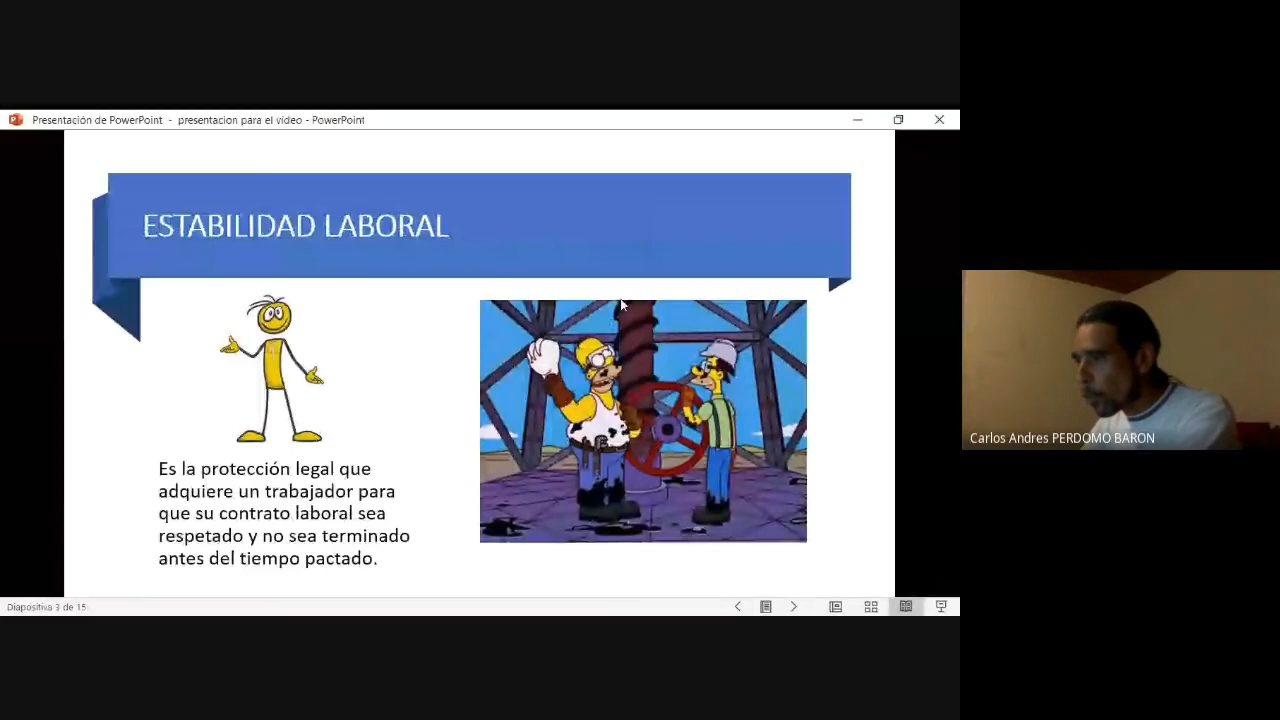 Presentación de PowerPoint - presentacion para el vídeo - PowerPoint
ESTABILIDAD LABORAL
Es la protección legal que
adquiere un trabajador para
que su contrato laboral sea
respetado y no sea terminado
antes del tiempo pactado.
Carlos Andres PERDOMO BARON
Diapositiva 3 de 15